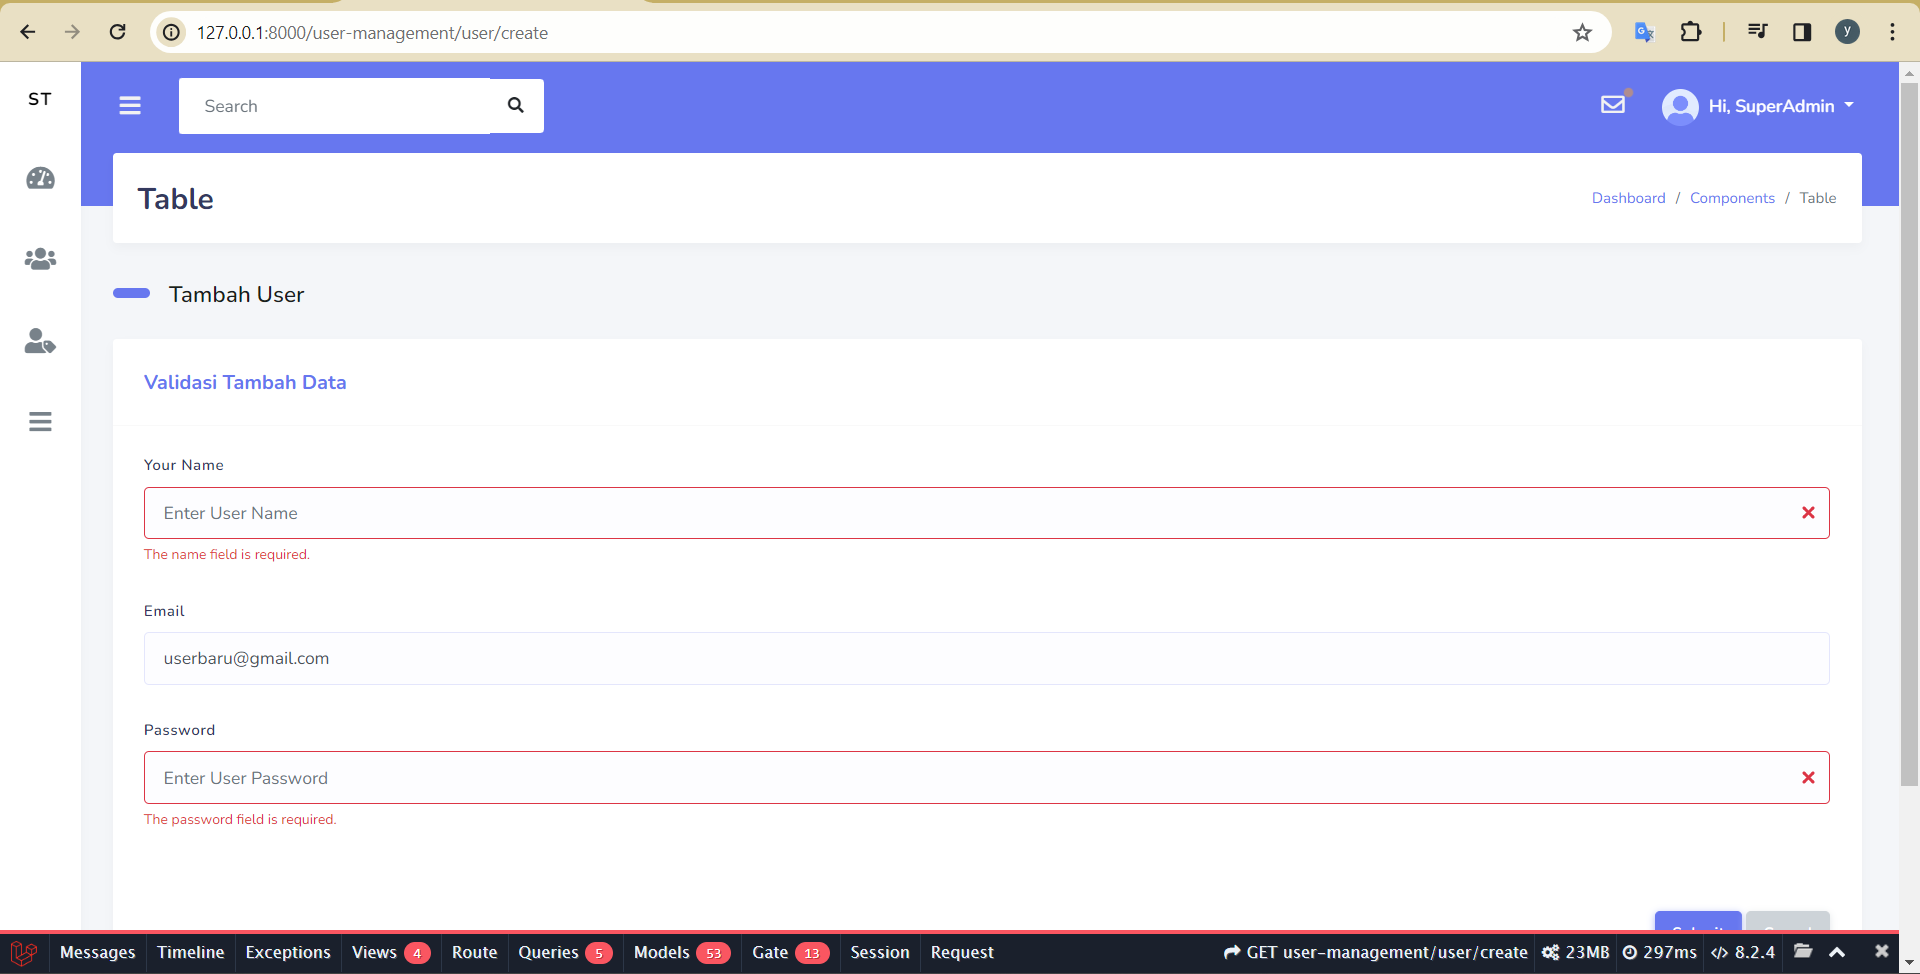 127.0.0.1:8000/user-management/user/create
y
ST
Search
Hi, SuperAdmin
Table
Dashboard / Components / Table
Tambah User
Validasi Tambah Data
Your Name
Enter User Name
The name field is required.
Email
userbaru@gmail.com
Password
Enter User Password
The password field is required.
Messages Timeline Exceptions Views 4 Route Queries 5 Models 53 Gate 13 Session Request GET user-management/user/create 23MB 297ms 8.2.4